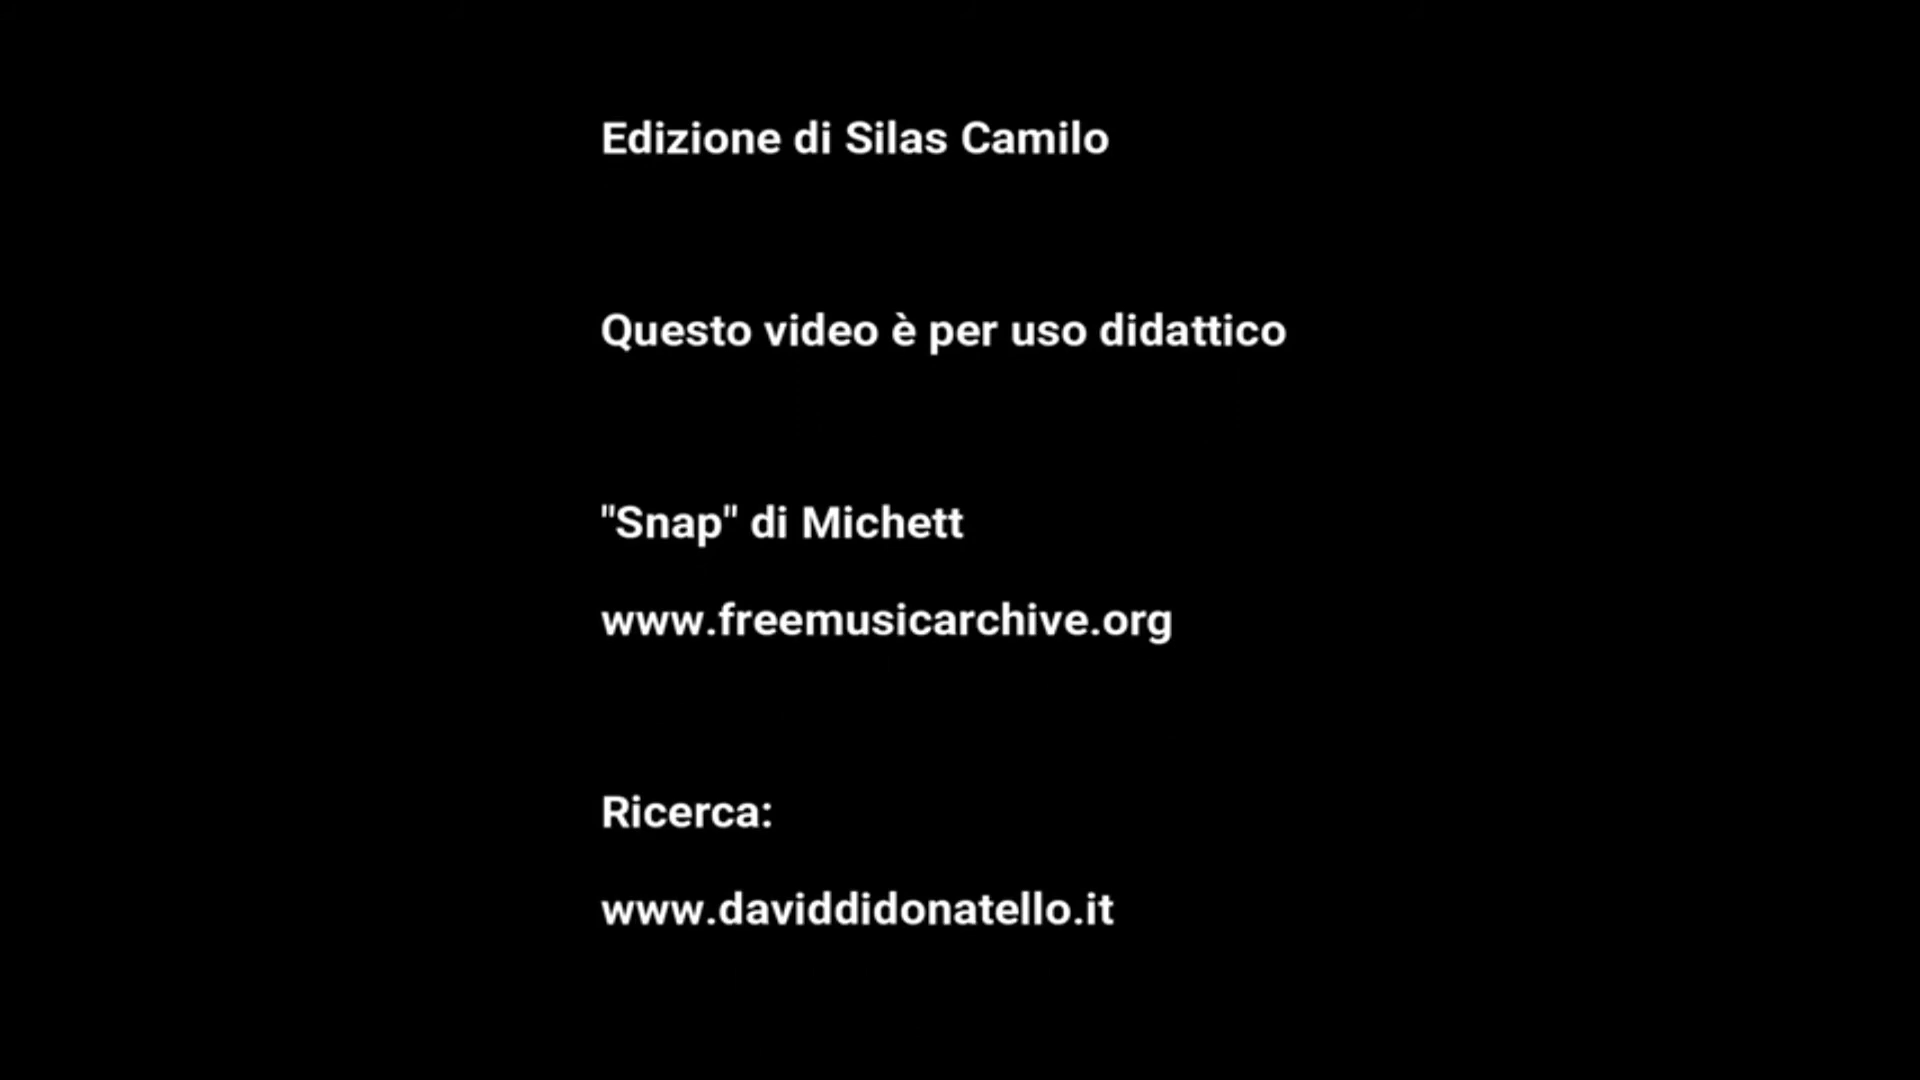 Edizione di Silas Camilo
Questo video è per uso didattico
"Snap" di Michett
www.freemusicarchive.org
Ricerca:
www.daviddidonatello.it